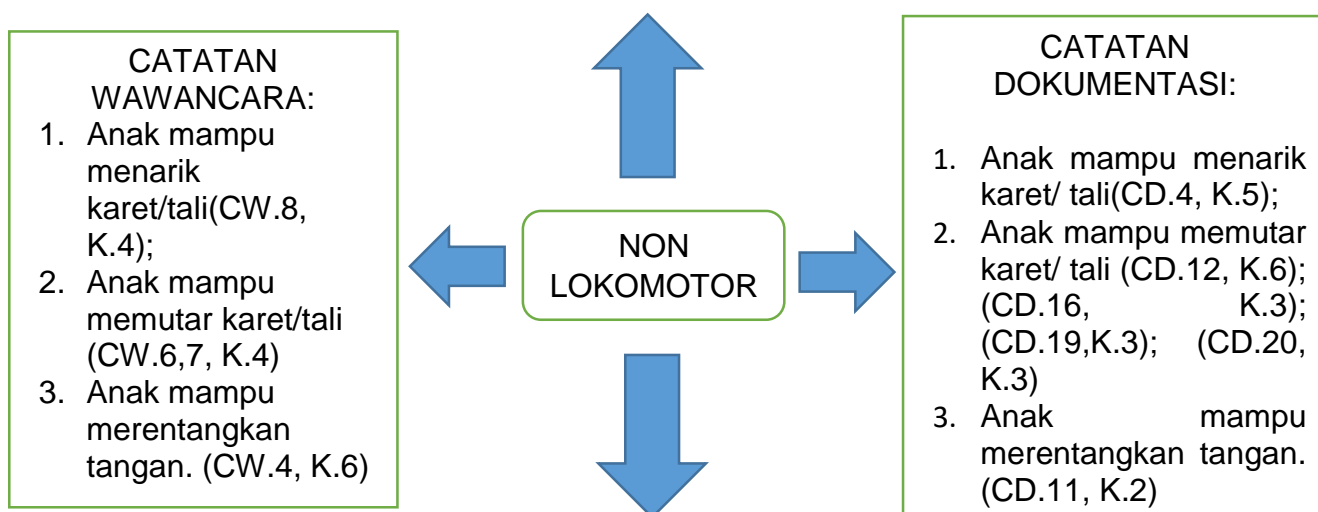 CATATAN
WAWANCARA:
1. Anak mampu
menarik
karet/tali(CW.8,
K.4);
2. Anak mampu
memutar karet/tali
(CW.6,7, K.4)
3. Anak mampu
merentangkan
tangan. (CW.4, K.6)
NON
LOKOMOTOR
CATATAN
DOKUMENTASI:
1. Anak mampu menarik
karet/ tali(CD.4, K.5);
2. Anak mampu memutar
karet/ tali (CD.12, K.6);
(CD.16, K.3);
(CD.19,K.3); (CD.20,
K.3)
3. Anak mampu
merentangkan tangan.
(CD.11, K.2)